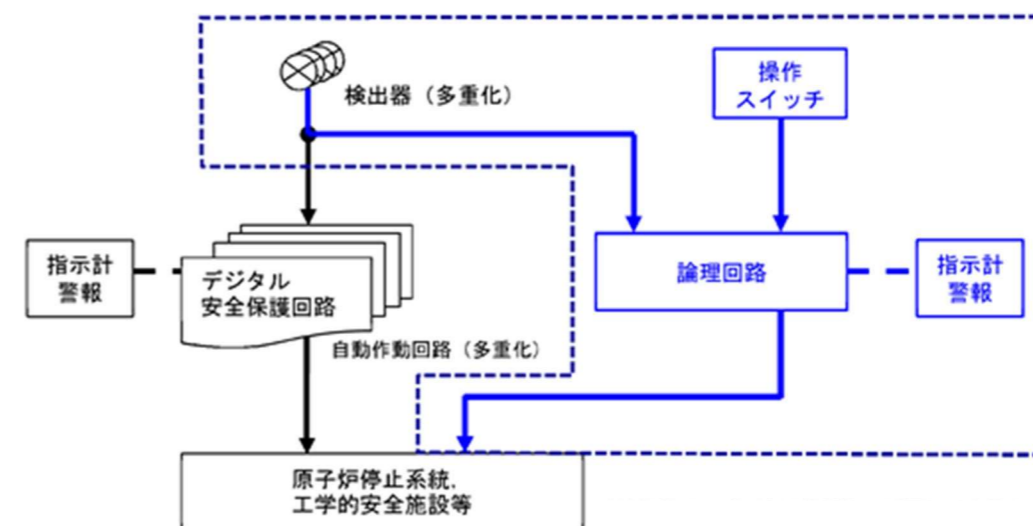 検出器（多重化）
操作
スイッチ
指示計
警報
デジタル
安全保護回路
論理回路
指示計
警報
自動作動回路（多重化）
原子炉停止系統，
工学的安全施設等